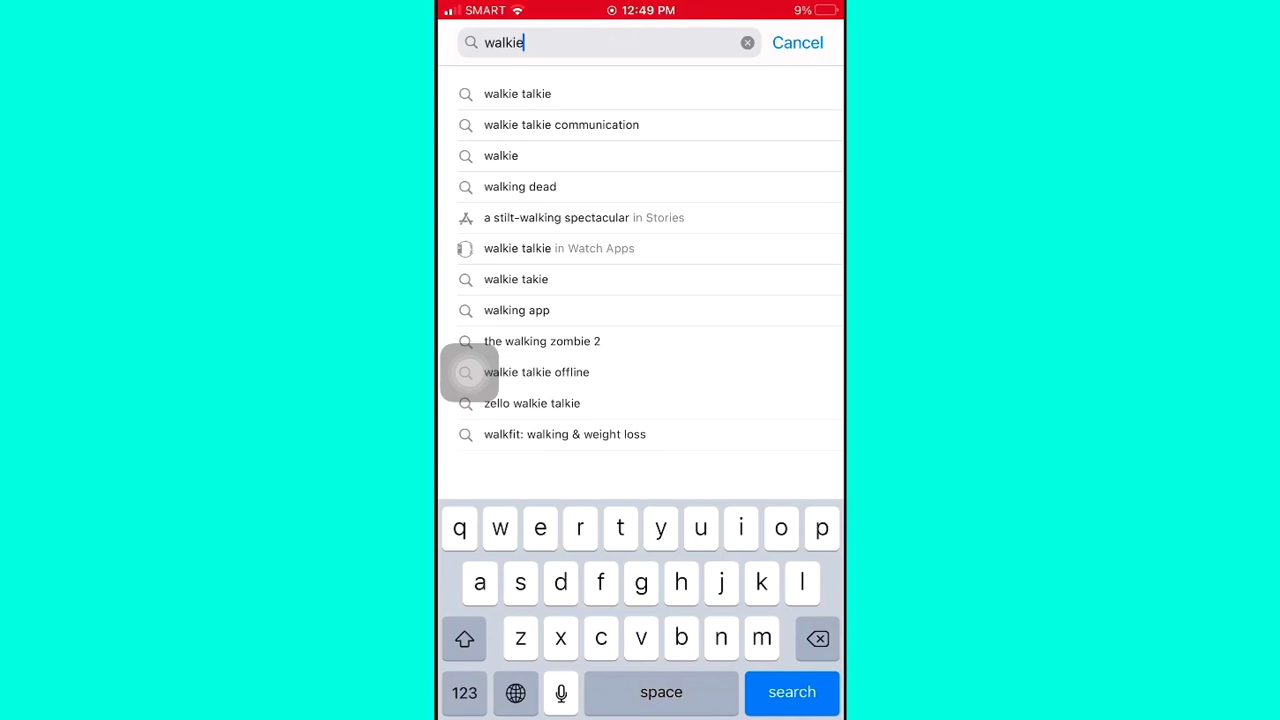 SMART 12:49 PM 9%
walkie Cancel
walkie talkie
walkie talkie communication
walkie
walking dead
a stilt-walking spectacular in Stories
walkie talkie in Watch Apps
walkie takie
walking app
the walking zombie 2
walkie talkie offline
zello walkie talkie
walkfit: walking & weight loss
q w e r t y u i o p
a s d f g h j k l
z x c v b n m
123 space search